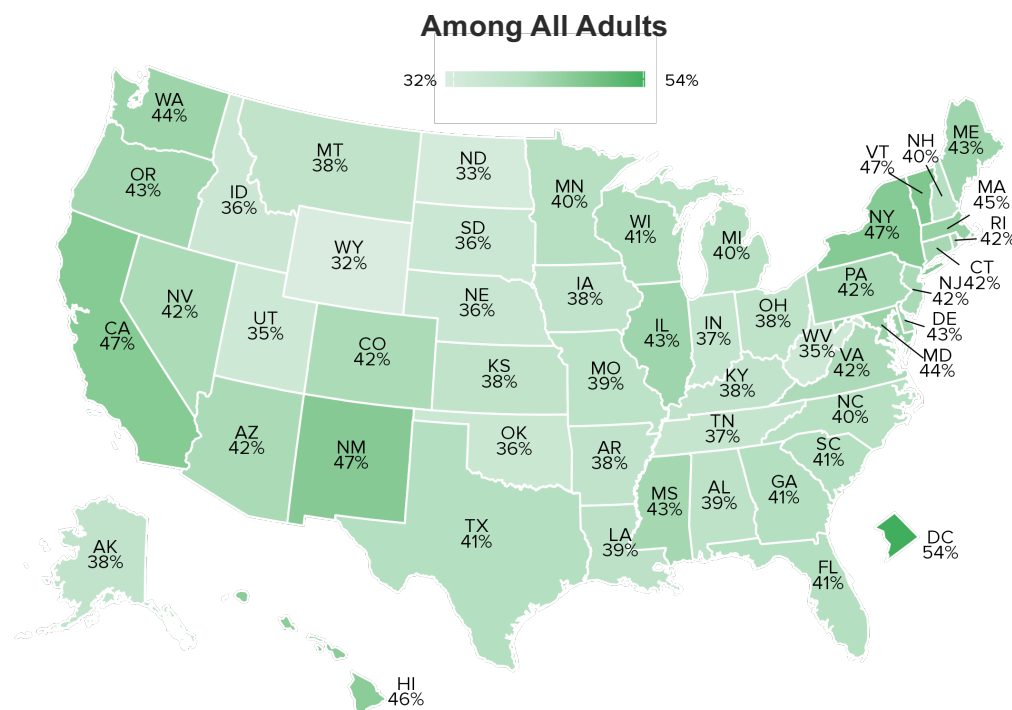 Among All Adults
32%
54%
WA
44%
OR
43%
ID
36%
MT
38%
ND
33%
MN
40%
SD
36%
WY
32%
WI
41%
MI
40%
VT
47%
NH
40%
ME
43%
MA
45%
RI
42%
NY
47%
CT
42%
NJ
42%
PA
42%
DE
43%
MD
44%
NV
42%
UT
35%
CA
47%
CO
42%
NE
36%
IA
38%
IL
43%
IN
37%
OH
38%
WV
35%
VA
42%
KS
38%
MO
39%
KY
38%
NC
40%
TN
37%
SC
41%
AZ
42%
NM
47%
OK
36%
AR
38%
MS
43%
AL
39%
GA
41%
TX
41%
LA
39%
FL
41%
DC
54%
AK
38%
HI
46%